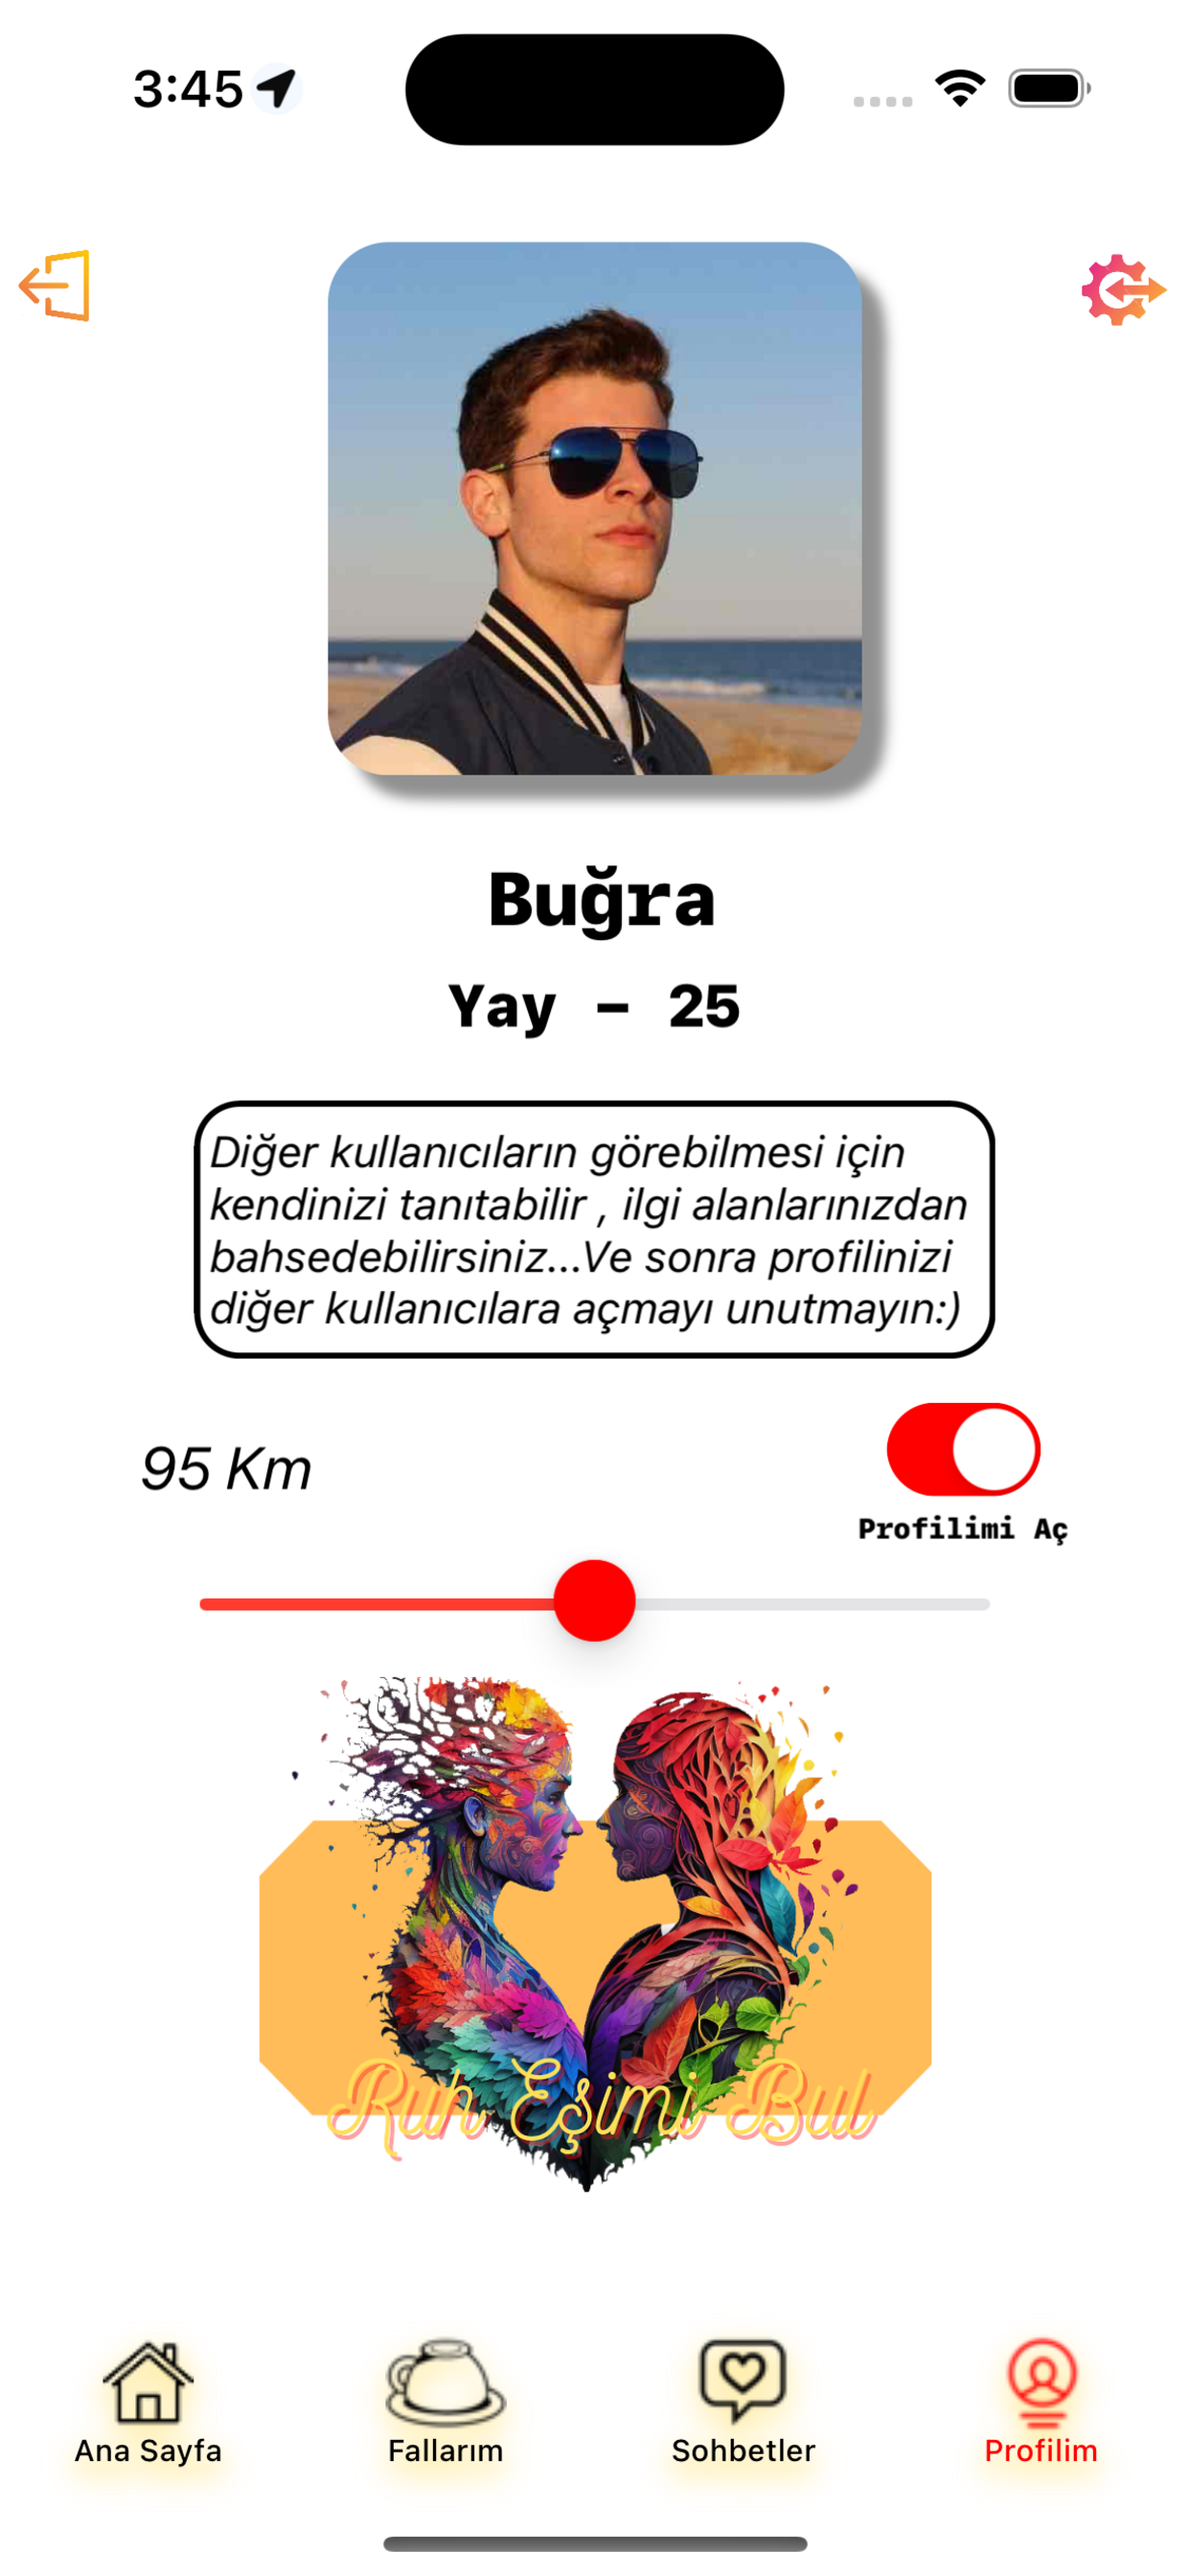 3:45
Buğra
Yay - 25
Diğer kullanıcıların görebilmesi için
kendinizi tanıtabilir , ilgi alanlarınızdan
bahsedebilirsiniz...Ve sonra profilinizi
diğer kullanıcılara açmayı unutmayın:)
95 Km
Profilimi Aç
Ruh Eşimi Bul
Ana Sayfa
Fallarım
Sohbetler
Profilim